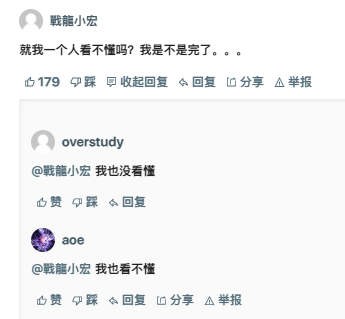 戰龍小宏
就我一个人看不懂吗？我是不是完了。。。
179 踩 收起回复 回复 分享 举报
overstudy
@戰龍小宏 我也没看懂
赞 踩 回复
aoe
@戰龍小宏 我也看不懂
赞 踩 回复 分享 举报